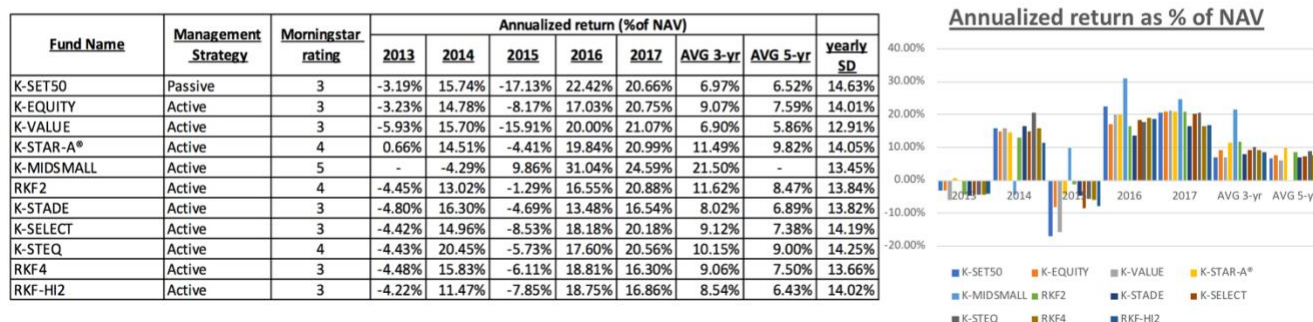 Fund Name Management Strategy Morningstar rating Annualized return (%of NAV)
2013 2014 2015 2016 2017 AVG 3-yr AVG 5-yr yearly SD
K-SET50 Passive 3 -3.19% 15.74% -17.13% 22.42% 20.66% 6.97% 6.52% 14.63%
K-EQUITY Active 3 -3.23% 14.78% -8.17% 17.03% 20.75% 9.07% 7.59% 14.01%
K-VALUE Active 3 -5.93% 15.70% -15.91% 20.00% 21.07% 6.90% 5.86% 12.91%
K-STAR-A® Active 3 0.66% 14.51% -4.41% 19.84% 20.99% 11.49% 9.82% 14.05%
K-MIDSMALL Active 5 - -4.29% 9.86% 31.04% 24.59% 21.50% - 13.45%
RKF2 Active 4 -4.45% 13.02% -1.29% 16.55% 20.88% 11.62% 8.47% 13.84%
K-STADE Active 3 -4.80% 16.30% -4.69% 13.48% 16.54% 8.02% 6.89% 13.82%
K-SELECT Active 3 -4.42% 14.96% -8.53% 18.18% 20.18% 9.12% 7.38% 14.19%
K-STEQ Active 4 -4.43% 20.45% -5.73% 17.60% 20.56% 10.15% 9.00% 14.25%
RKF4 Active 3 -4.48% 15.83% -6.11% 18.81% 16.30% 9.06% 7.50% 13.66%
RKF-HI2 Active 3 -4.22% 11.47% -7.85% 18.75% 16.86% 8.54% 6.43% 14.02%
Annualized return as % of NAV
40.00%
30.00%
20.00%
10.00%
0.00%
2013 2014 2015 2016 2017 AVG 3-yr AVG 5-y
-10.00%
-20.00%
K-SET50 K-EQUITY K-VALUE K-STAR-A®
K-MIDSMALL RKF2 K-STADE K-SELECT
K-STEQ RKF4 RKF-HI2